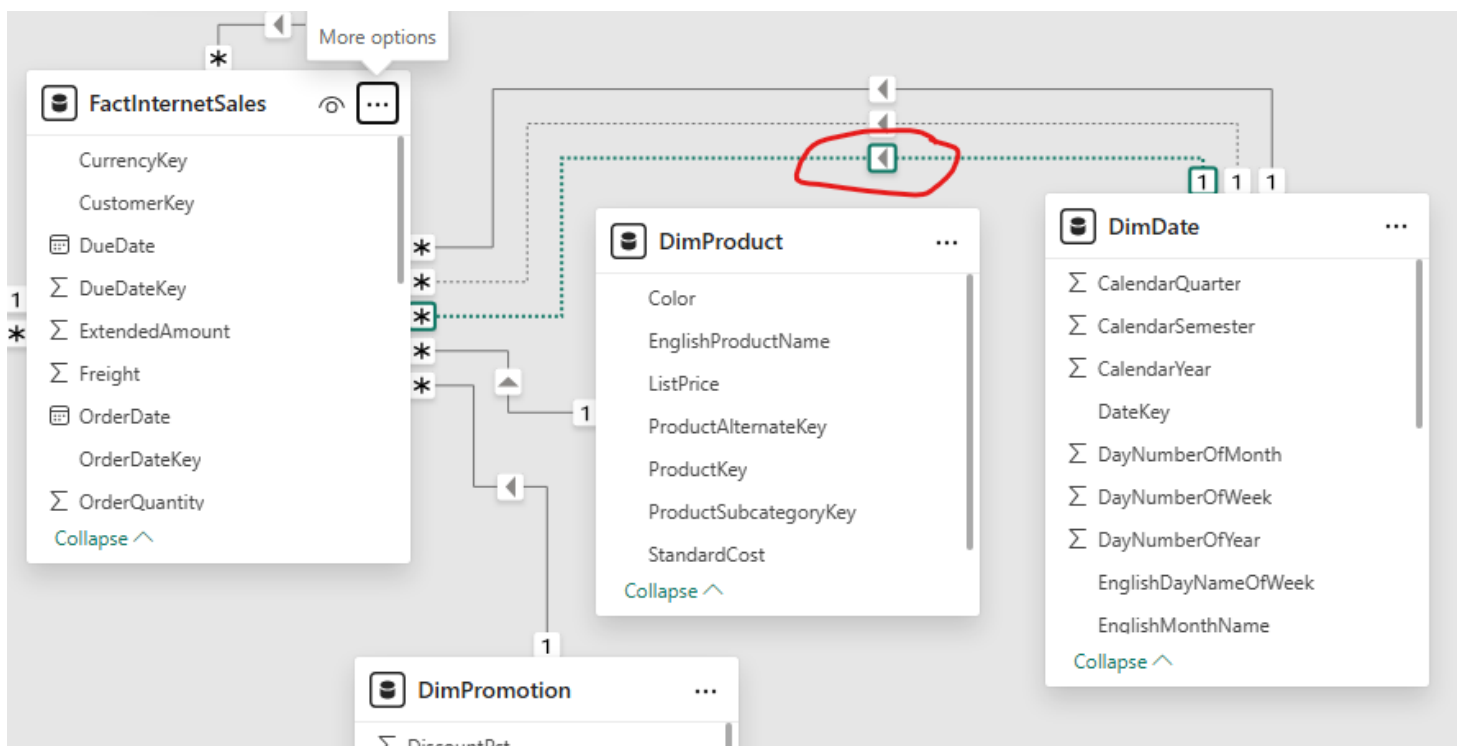 More options
FactInternetSales
CurrencyKey
CustomerKey
DueDate
DueDateKey
ExtendedAmount
Freight
OrderDate
OrderDateKey
OrderQuantity
Collapse
1
*
*
*
*
*
*
*
1
DimProduct
Color
EnglishProductName
ListPrice
ProductAlternateKey
ProductKey
ProductSubcategoryKey
StandardCost
Collapse
1 1 1
DimDate
CalendarQuarter
CalendarSemester
CalendarYear
DateKey
DayNumberOfMonth
DayNumberOfWeek
DayNumberOfYear
EnglishDayNameOfWeek
EnglishMonthName
Collapse
1
DimPromotion
DiscountPct